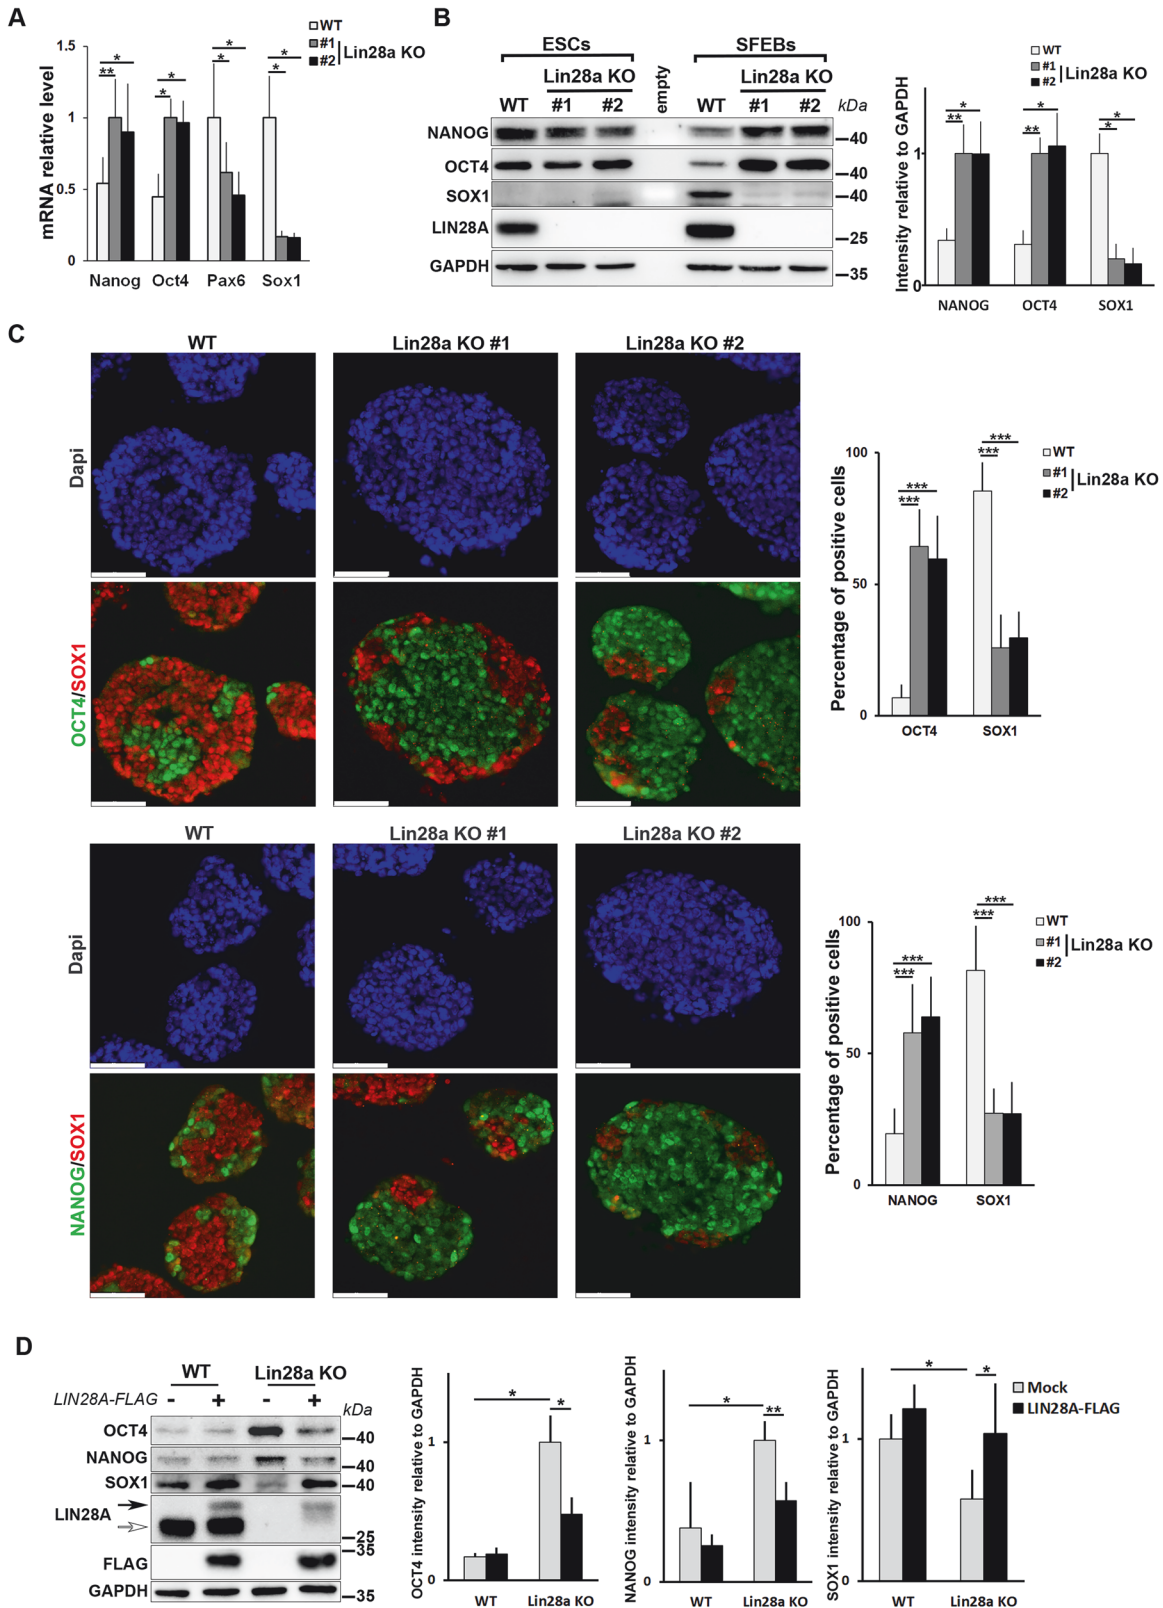 A
WT
#1
#2
Lin28a KO
mRNA relative level
1.5
1
0.5
0
** * * * * * * *
Nanog Oct4 Pax6 Sox1
B
ESCs SFEBs
Lin28a KO empty Lin28a KO
WT #1 #2 WT #1 #2 kDa
NANOG 40
OCT4 40
SOX1 40
LIN28A 25
GAPDH 35
WT
#1
#2
Lin28a KO
Intensity relative to GAPDH
1
0
** * ** * * *
NANOG OCT4 SOX1
C
WT Lin28a KO #1 Lin28a KO #2
Dapi
OCT4/SOX1
WT
#1
#2
Lin28a KO
Percentage of positive cells
100
50
0
*** *** *** ***
OCT4 SOX1
WT Lin28a KO #1 Lin28a KO #2
Dapi
NANOG/SOX1
WT
#1
#2
Lin28a KO
Percentage of positive cells
100
50
0
*** *** *** ***
NANOG SOX1
D
WT Lin28a KO
LIN28A-FLAG - + - + kDa
OCT4 40
NANOG 40
SOX1 40
LIN28A 25
FLAG 35
GAPDH 35
OCT4 intensity relative to GAPDH
1
0
* *
WT Lin28a KO
NANOG intensity relative to GAPDH
1
0
* **
WT Lin28a KO
SOX1 intensity relative to GAPDH
1
0
* *
WT Lin28a KO
Mock
LIN28A-FLAG